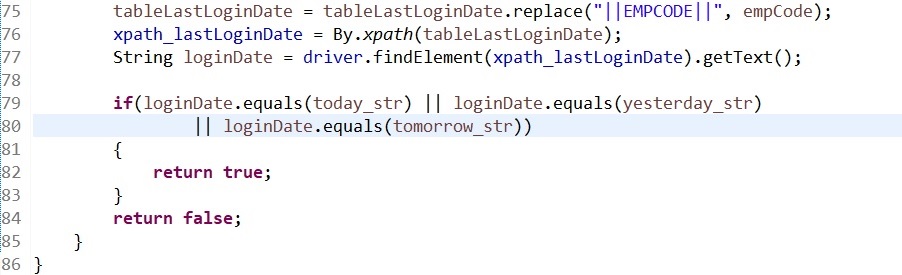 75 tableLastLoginDate = tableLastLoginDate.replace("||EMPCODE||", empCode);
76 xpath_lastLoginDate = By.xpath(tableLastLoginDate);
77 String loginDate = driver.findElement(xpath_lastLoginDate).getText();
78
79 if(loginDate.equals(today_str) || loginDate.equals(yesterday_str)
80 || loginDate.equals(tomorrow_str))
81 {
82 return true;
83 }
84 return false;
85 }
86 }